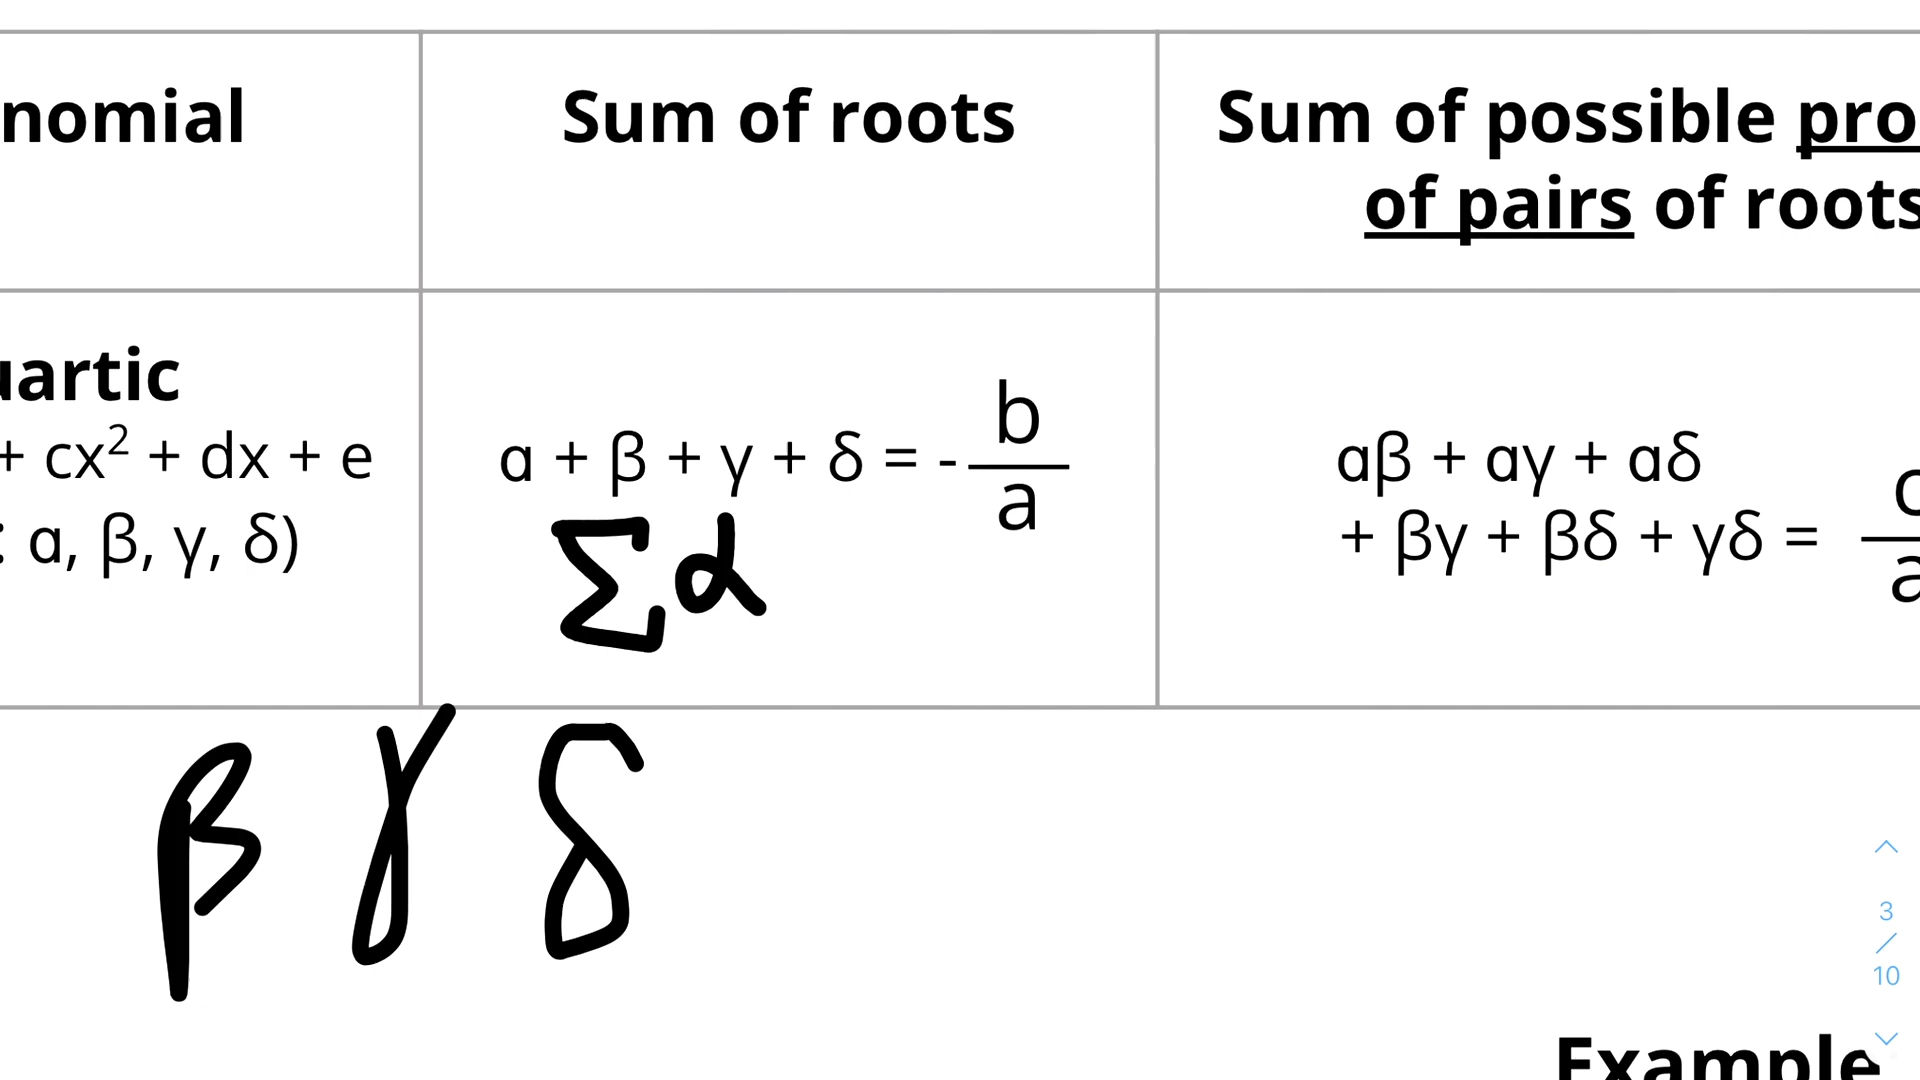 nomial
Sum of roots
Sum of possible pro
of pairs of roots
uartic
+ cx² + dx + e
: α, β, γ, δ)
α + β + γ + δ = - b/a
Σα
αβ + αγ + αδ
+ βγ + βδ + γδ = c/a
β γ δ
3
/
10
Example